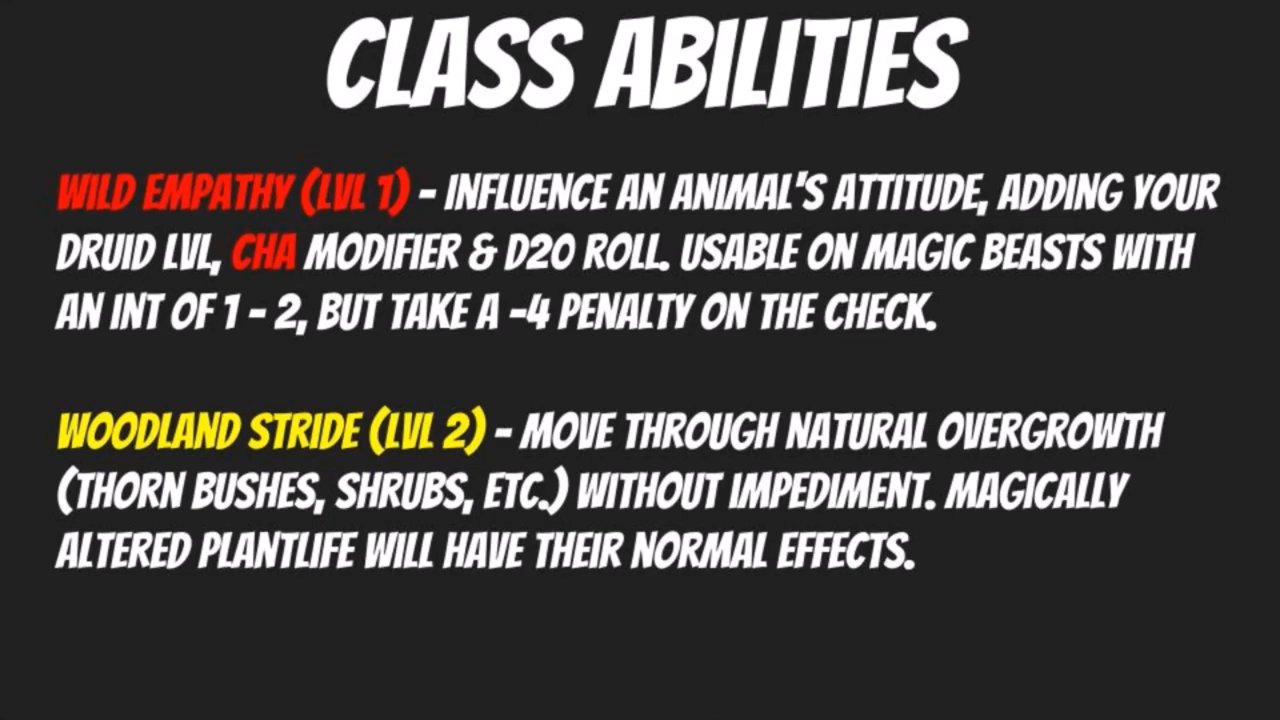 CLASS ABILITIES
WILD EMPATHY (LVL 1) - INFLUENCE AN ANIMAL'S ATTITUDE, ADDING YOUR
DRUID LVL, CHA MODIFIER & D20 ROLL. USABLE ON MAGIC BEASTS WITH
AN INT OF 1 - 2, BUT TAKE A -4 PENALTY ON THE CHECK.
WOODLAND STRIDE (LVL 2) - MOVE THROUGH NATURAL OVERGROWTH
(THORN BUSHES, SHRUBS, ETC.) WITHOUT IMPEDIMENT. MAGICALLY
ALTERED PLANTLIFE WILL HAVE THEIR NORMAL EFFECTS.